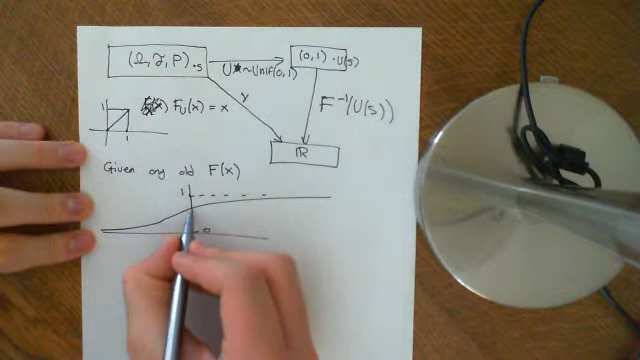 (Ω, F, P) .s
U ~ Unif(0,1)
(0,1) .U(s)
Y
F⁻¹(U(s))
1
F_U(x) = x
1
ℝ
Given any old F(x)
1
0